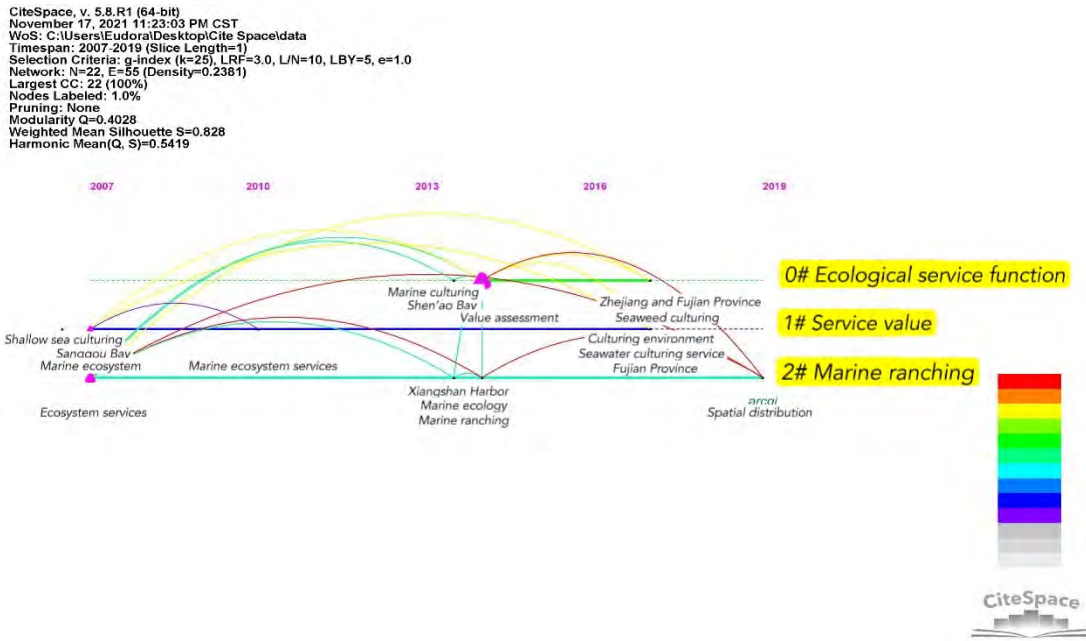 CiteSpace, v. 5.8.R1 (64-bit)
November 17, 2021 11:23:03 PM CST
WoS: C:\Users\Eudora\Desktop\Cite Space\data
Timespan: 2007-2019 (Slice Length=1)
Selection Criteria: g-index (k=25), LRF=3.0, L/N=10, LBY=5, e=1.0
Network: N=22, E=55 (Density=0.2381)
Largest CC: 22 (100%)
Nodes Labeled: 1.0%
Pruning: None
Modularity Q=0.4028
Weighted Mean Silhouette S=0.828
Harmonic Mean(Q, S)=0.5419
2007 2010 2013 2016 2019
0# Ecological service function
Marine culturing
Shen'ao Bay
Zhejiang and Fujian Province
Value assessment
Seaweed culturing
1# Service value
Shallow sea culturing
Sanggou Bay
Marine ecosystem
Marine ecosystem services
Culturing environment
Seawater culturing service
Fujian Province
2# Marine ranching
Xiangshan Harbor
Marine ecology
Marine ranching
Ecosystem services
arcgi
Spatial distribution
CiteSpace